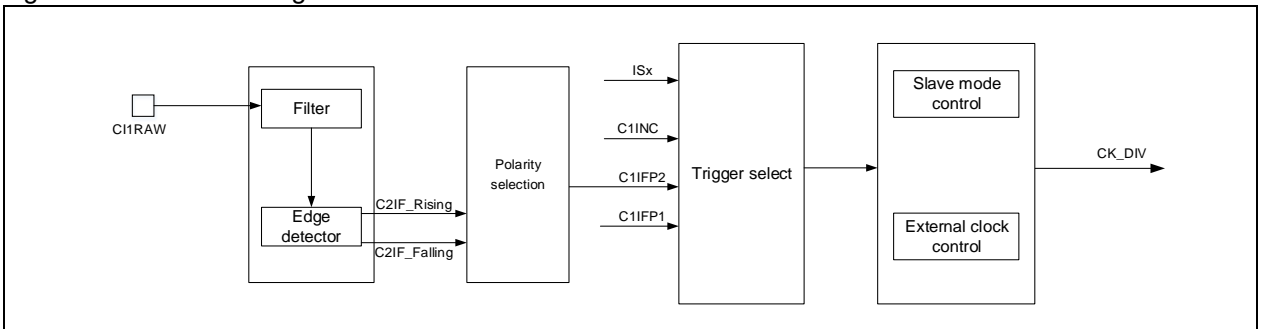 CI1RAW
Filter
Edge
detector
C2IF_Rising
C2IF_Falling
Polarity
selection
ISx
C1INC
C1IFP2
C1IFP1
Trigger select
Slave mode
control
External clock
control
CK_DIV